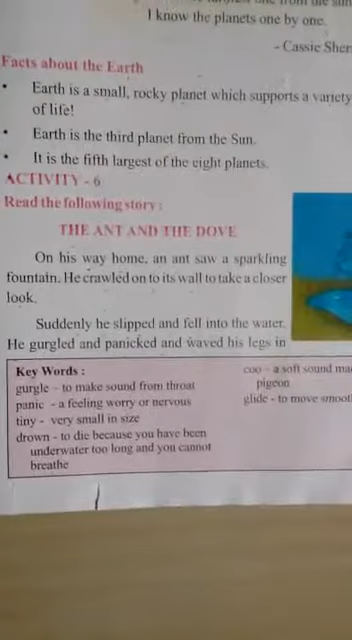 I know the planets one by one.
- Cassie
Facts about the Earth
• Earth is a small, rocky planet which supports a variety
of life!
• Earth is the third planet from the Sun.
• It is the fifth largest of the eight planets.
ACTIVITY - 6
Read the following story :
THE ANT AND THE DOVE
On his way home, an ant saw a sparkling
fountain. He crawled on to its wall to take a closer
look.
Suddenly he slipped and fell into the water.
He gurgled and panicked and waved his legs in
Key Words :
gurgle – to make sound from throat
panic - a feeling worry or nervous
tiny - very small in size
drown - to die because you have been
underwater too long and you cannot
breathe
coo - a soft sound
pigeon
glide - to move